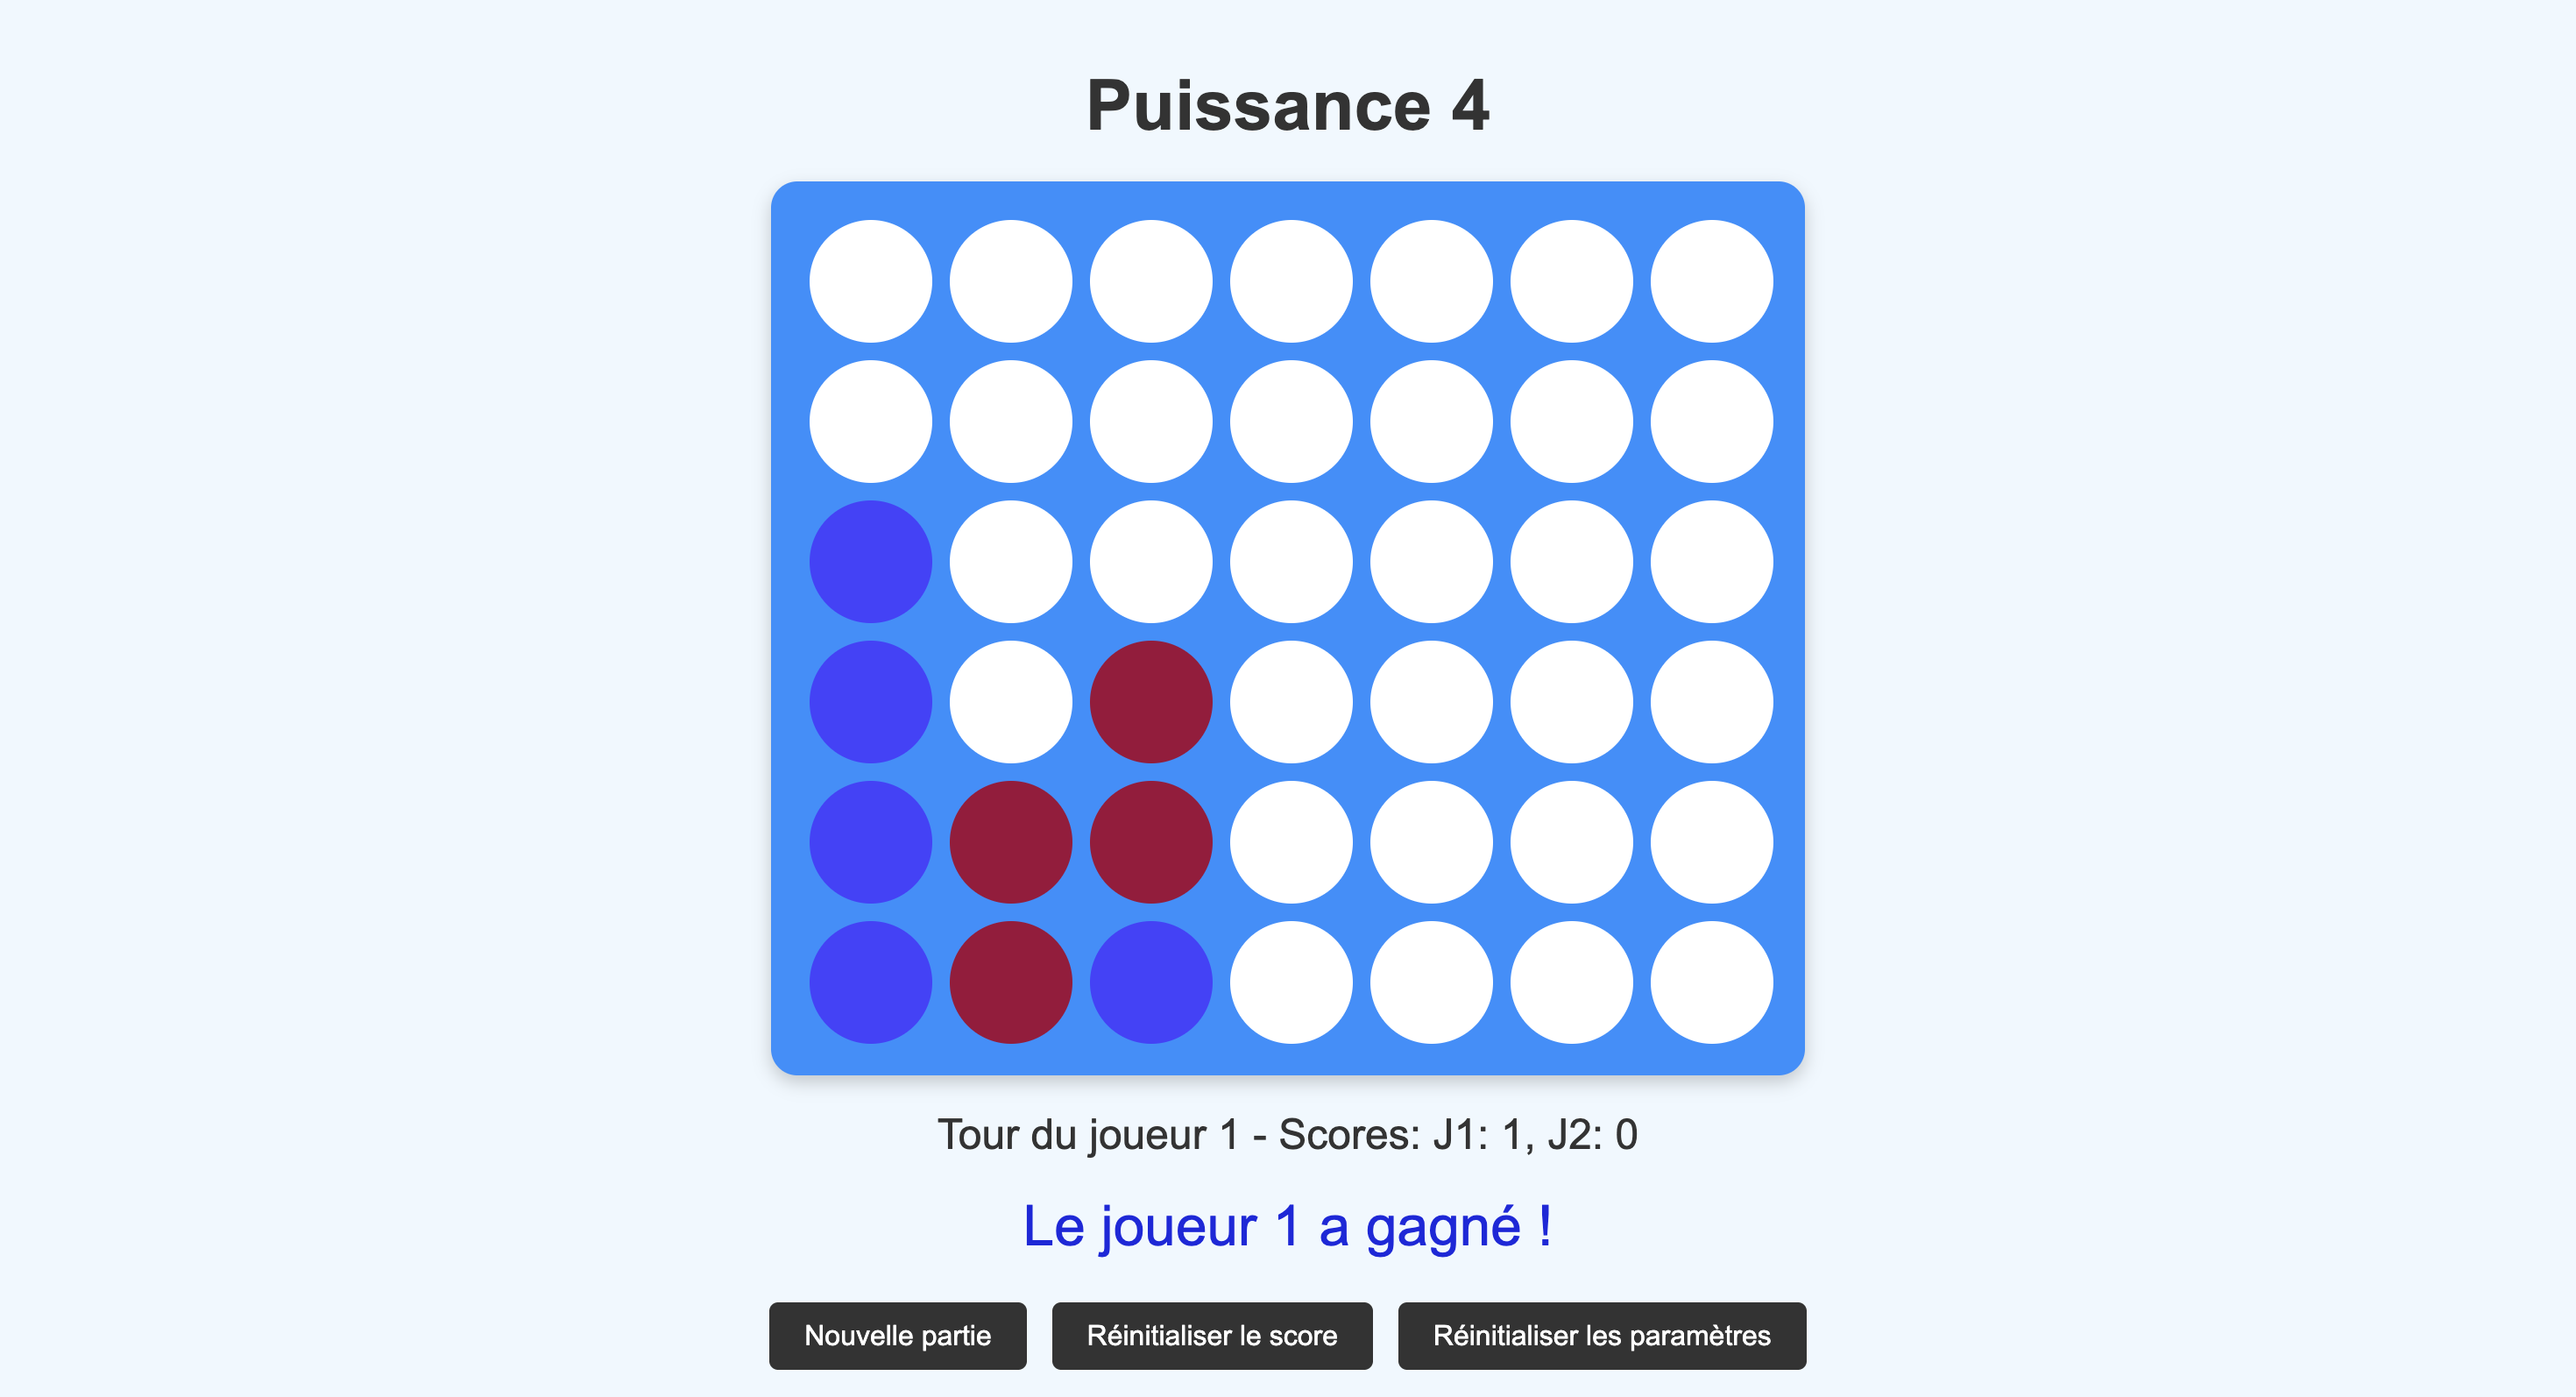 Puissance 4
Tour du joueur 1 - Scores: J1: 1, J2: 0
Le joueur 1 a gagné !
Nouvelle partie
Réinitialiser le score
Réinitialiser les paramètres